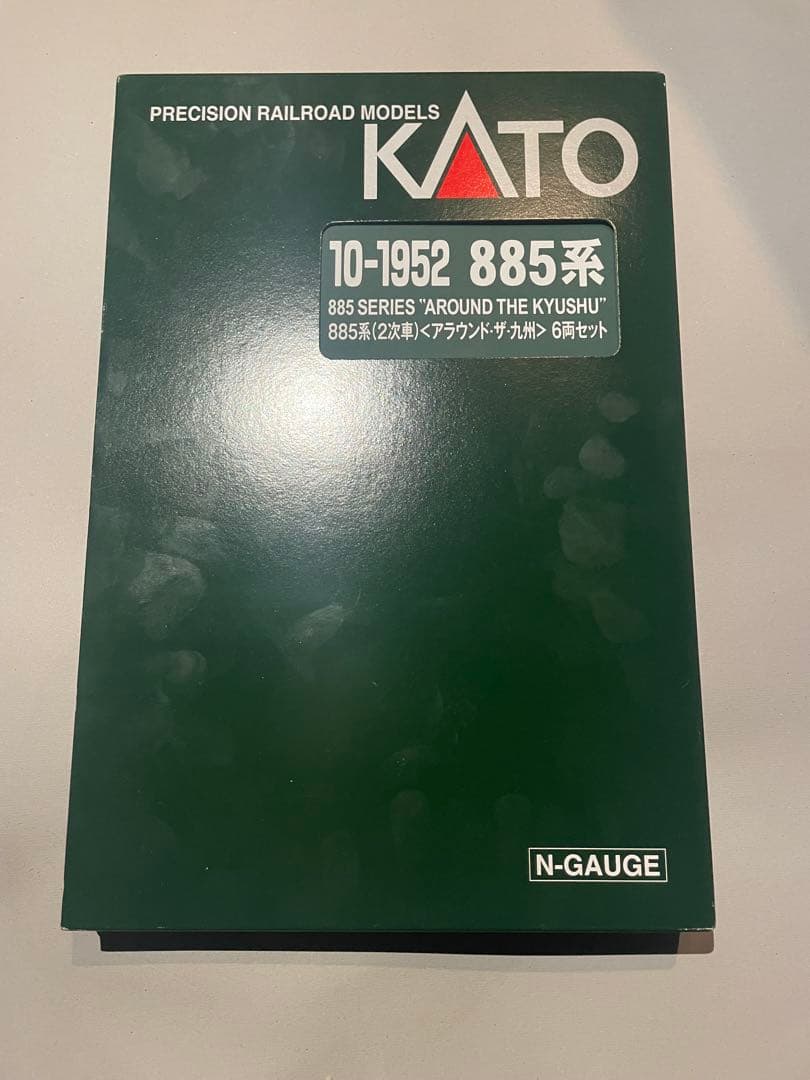 PRECISION RAILROAD MODELS
KATO
10-1952 885系
885 SERIES "AROUND THE KYUSHU"
885系(2次車)<アラウンド・ザ・九州> 6両セット
N-GAUGE